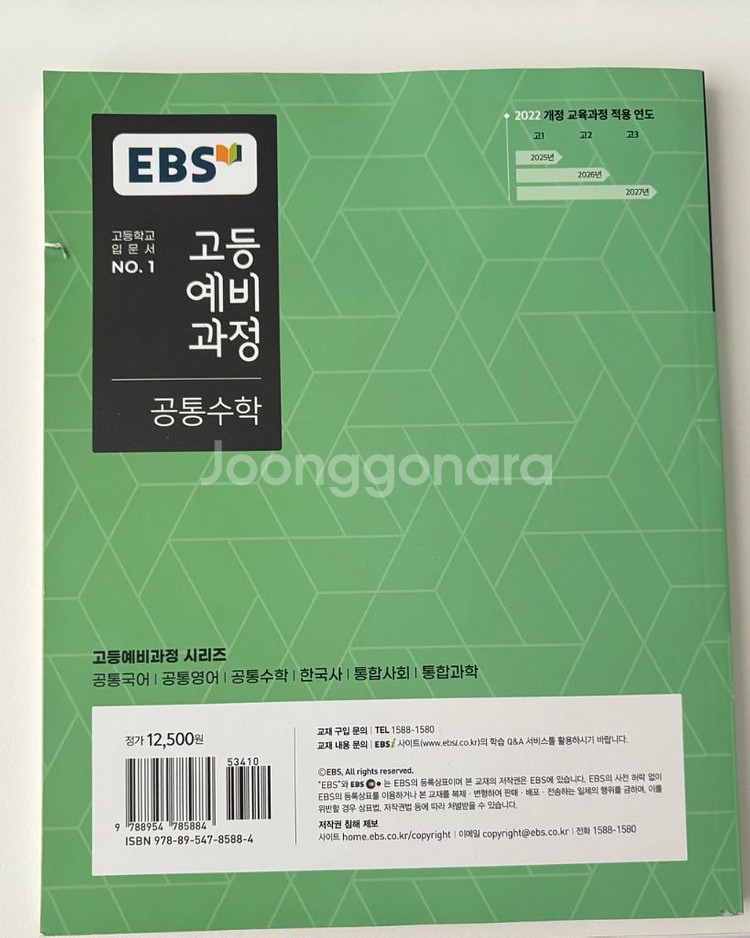 EBS
고등학교
입문서
NO. 1
고등
예비
과정
공통수학
2022 개정 교육과정 적용 연도
고1 고2 고3
2025년
2026년
2027년
Joonggonara
고등예비과정 시리즈
공통국어 | 공통영어 | 공통수학 | 한국사 | 통합사회 | 통합과학
정가 12,500원
53410
9 788954 785884
ISBN 978-89-547-8588-4
교재 구입 문의 | TEL 1588-1580
교재 내용 문의 | EBSi 사이트(www.ebsi.co.kr)의 학습 Q&A 서비스를 활용하시기 바랍니다.
©EBS, All rights reserved.
“EBS”와 EBS 는 EBS의 등록상표이며 본 교재의 저작권은 EBS에 있습니다. EBS의 사전 허락 없이
EBS의 등록상표를 이용하거나 본 교재를 복제·변형하여 판매·배포·전송하는 일체의 행위를 금하며, 이를
위반할 경우 상표법, 저작권법 등에 따라 처벌받을 수 있습니다.
저작권 침해 제보
사이트 home.ebs.co.kr/copyright | 이메일 copyright@ebs.co.kr | 전화 1588-1580